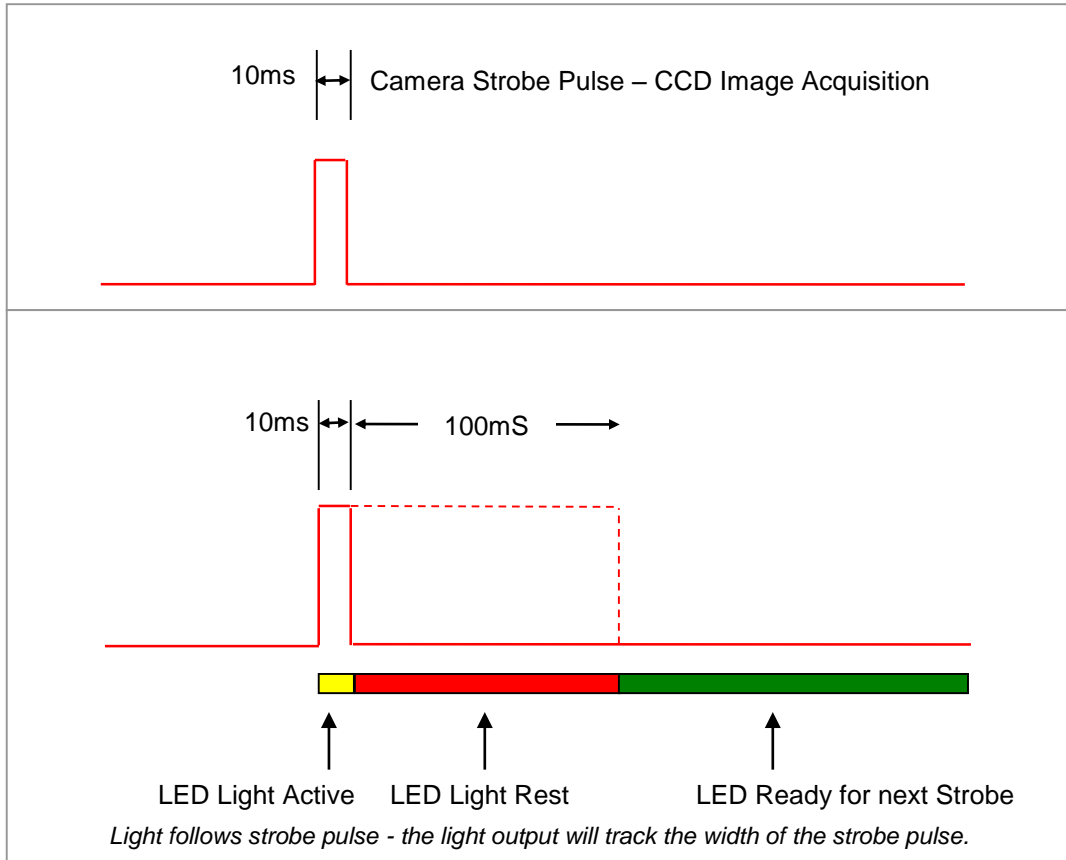 10ms
Camera Strobe Pulse – CCD Image Acquisition
10ms
100mS
LED Light Active
LED Light Rest
LED Ready for next Strobe
Light follows strobe pulse - the light output will track the width of the strobe pulse.